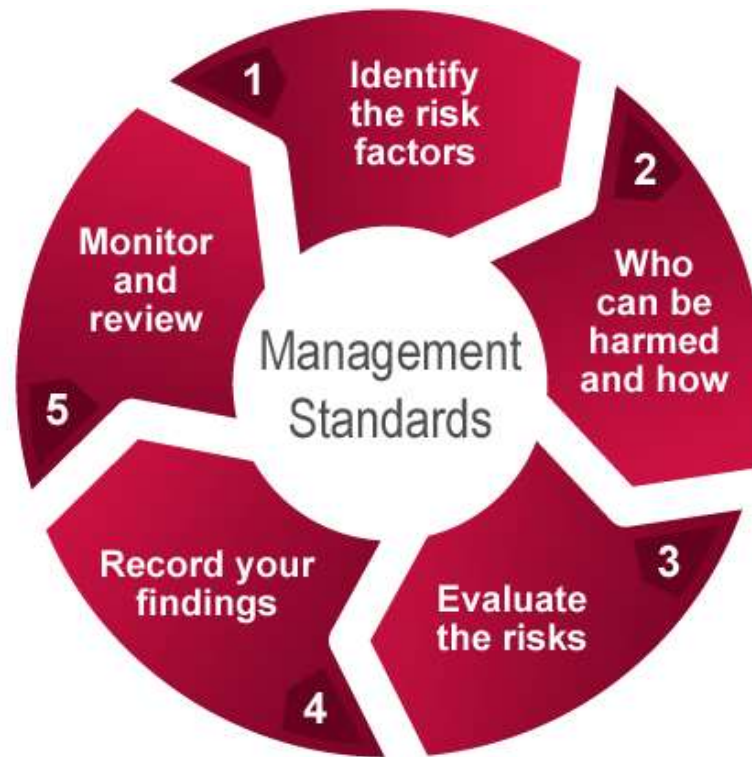 1
Identify
the risk
factors
2
Who
can be
harmed
and how
3
Evaluate
the risks
4
Record your
findings
5
Monitor
and
review
Management
Standards